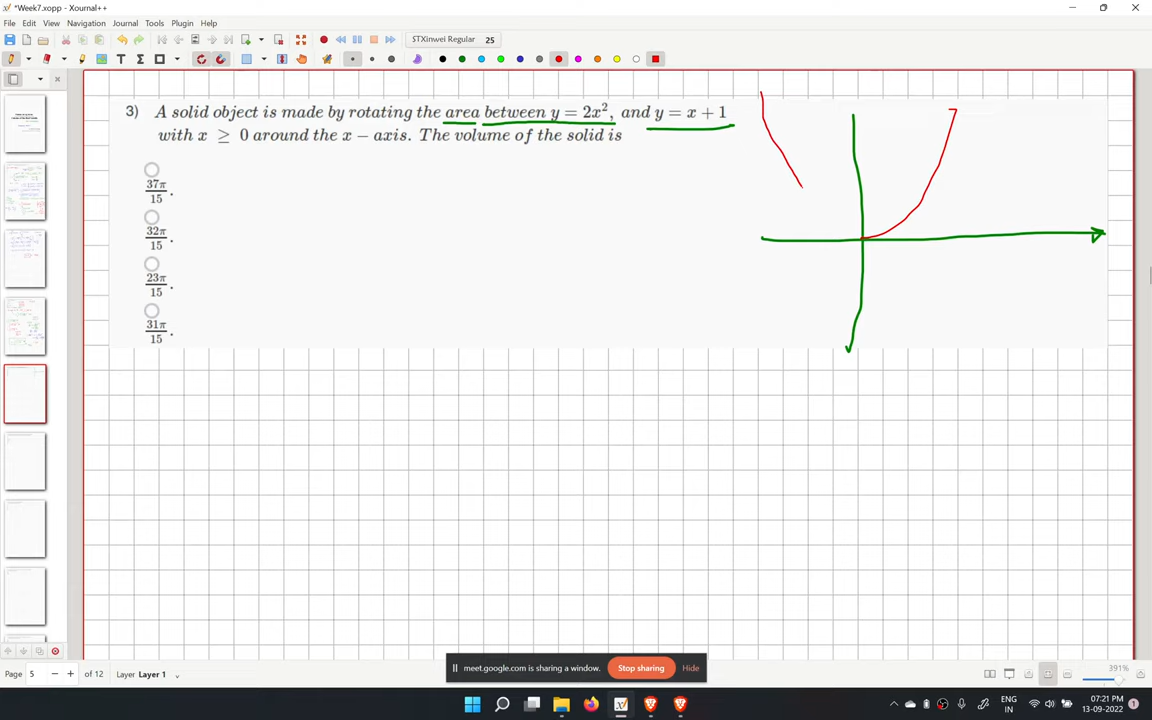 *Week7.xopp - Xournal++
File Edit View Navigation Journal Tools Plugin Help
STXinwei Regular 25
3) A solid object is made by rotating the area between y = 2x², and y = x + 1
with x ≥ 0 around the x − axis. The volume of the solid is
37π/15.
32π/15.
23π/15.
31π/15.
meet.google.com is sharing a window. Stop sharing Hide
Page 5 of 12 Layer Layer 1
391%
ENG
IN
07:21 PM
13-09-2022
1